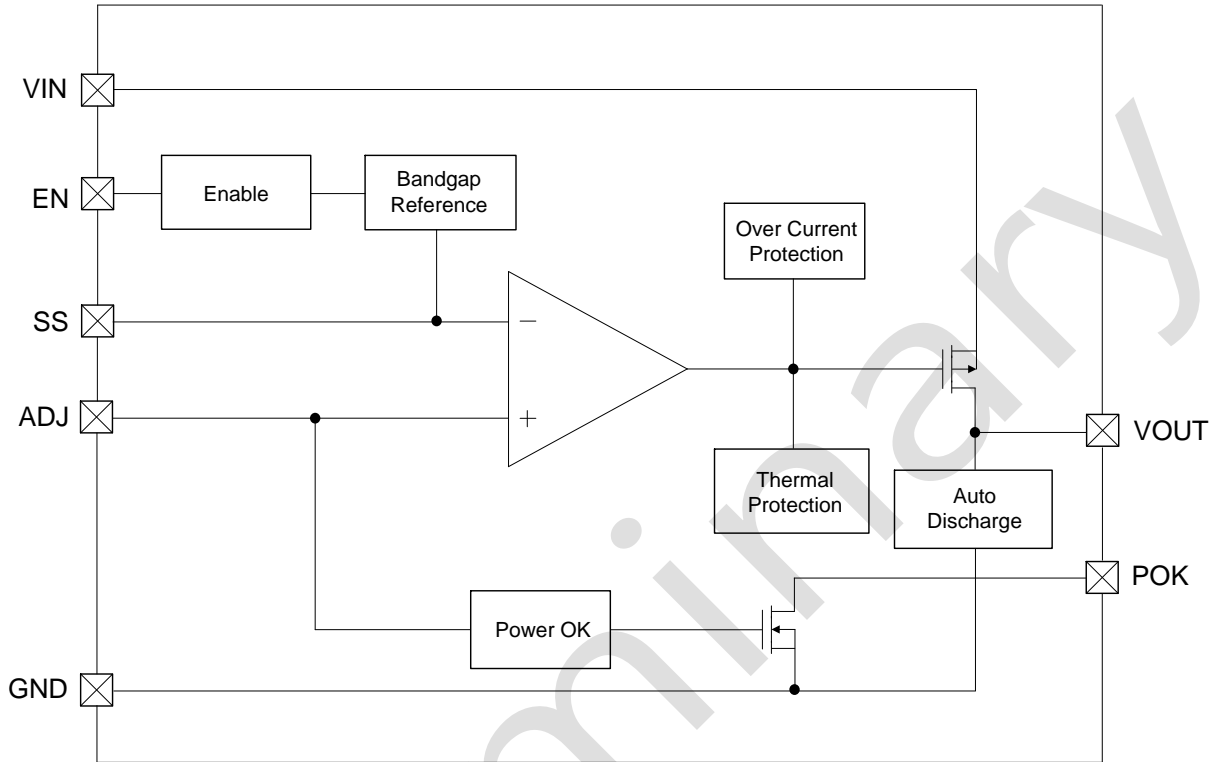 VIN
EN
Enable
Bandgap
Reference
Over Current
Protection
SS
−
ADJ
+
VOUT
Thermal
Protection
Auto
Discharge
POK
Power OK
GND
minary